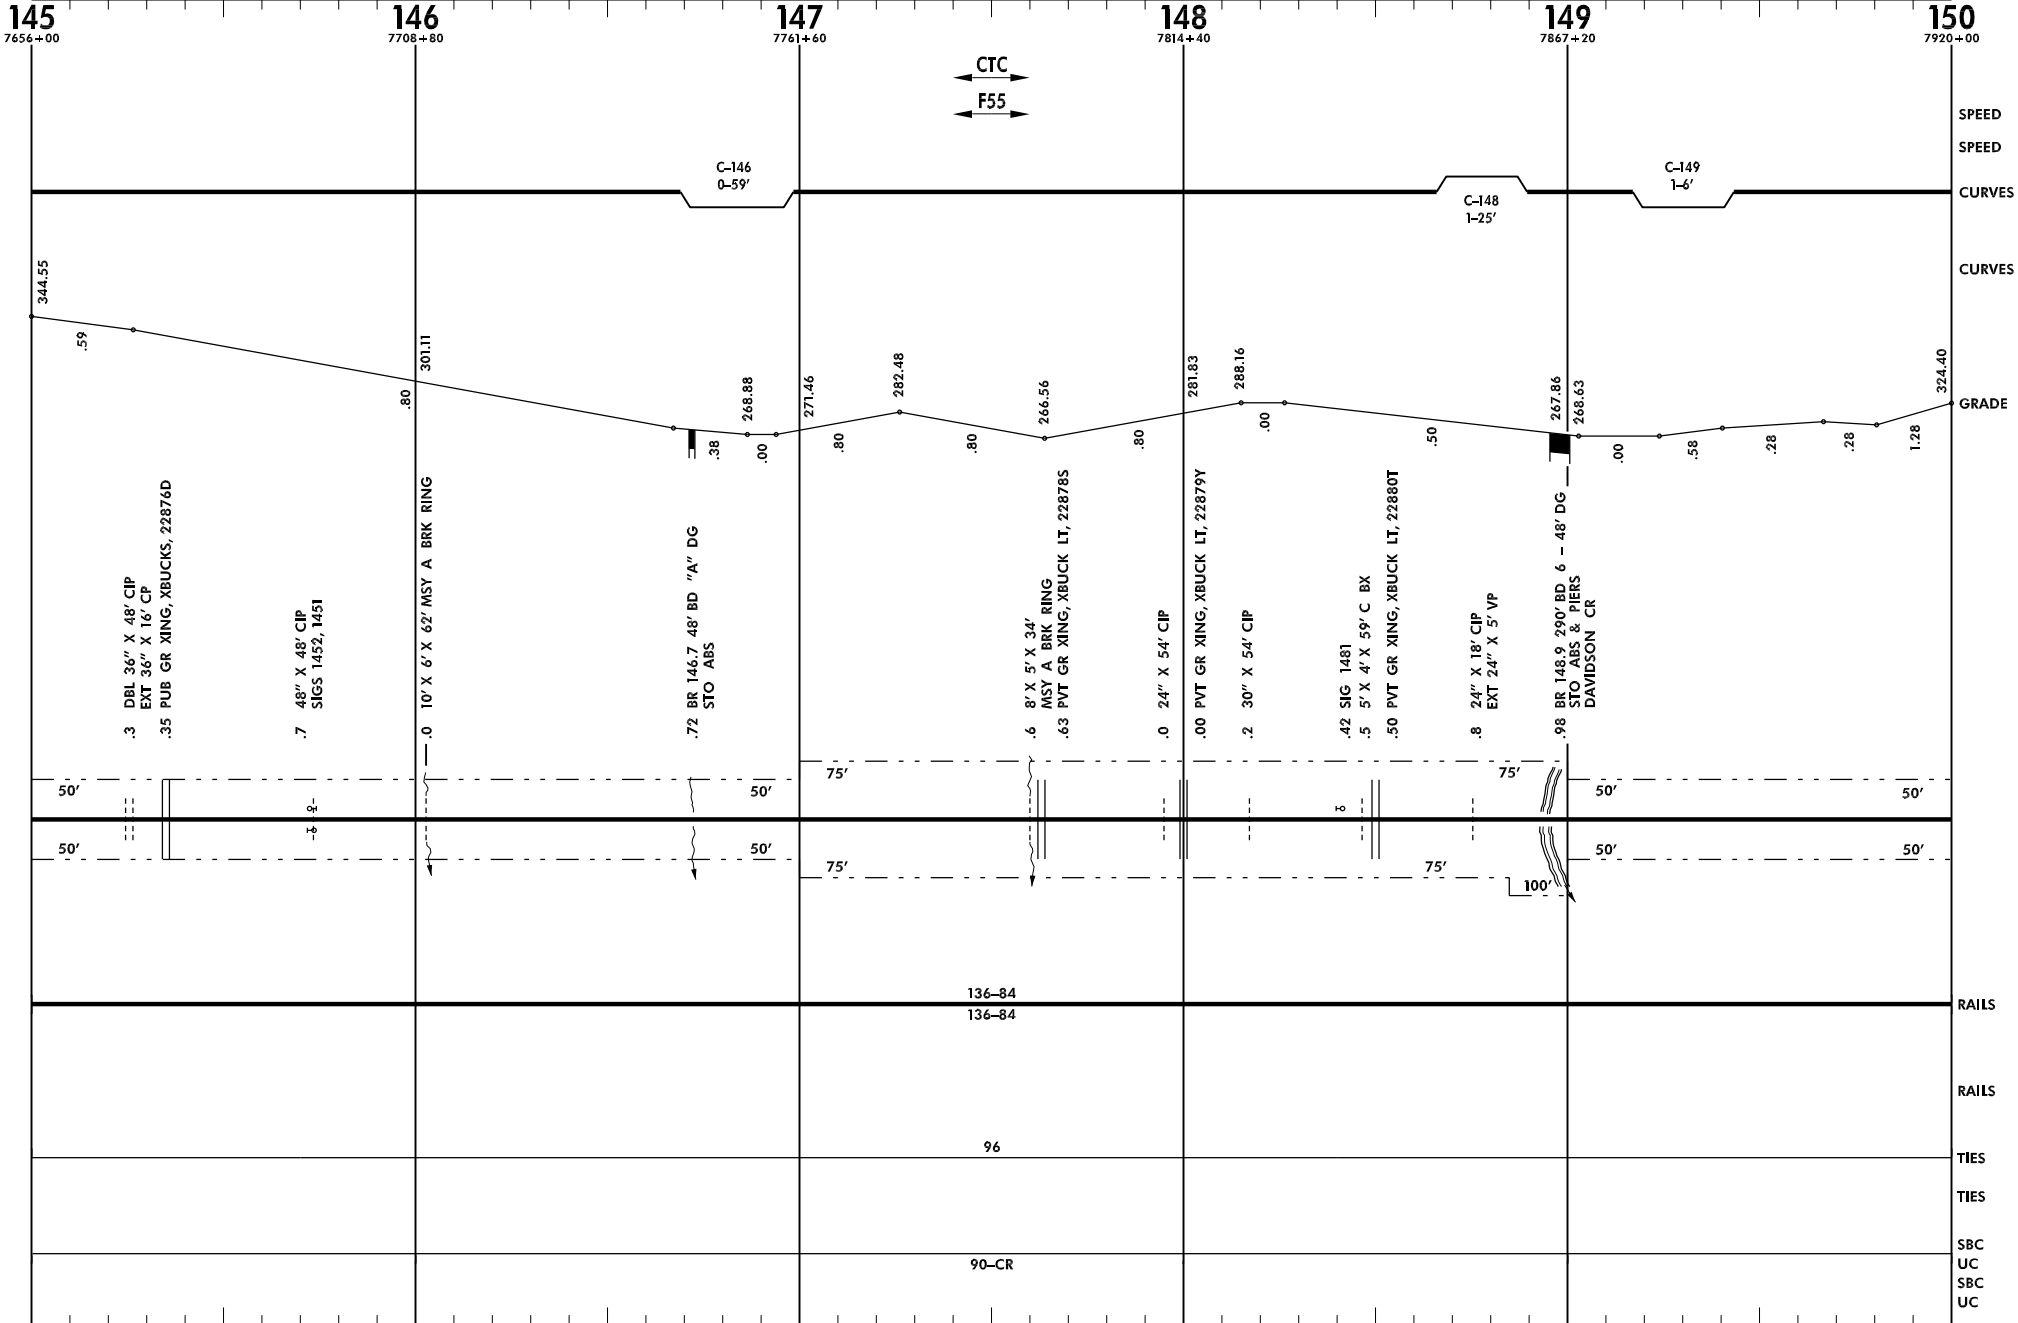 145 146 147 148 149 150
7656+00 7708+80 7761+60 7814+40 7867+20 7920+00
CTC
F55
SPEED
SPEED
C-146
0-59'
C-148
1-25'
C-149
1-6'
CURVES
CURVES
344.55
.59
301.11
.80
.38
268.88
.00
271.46
.80
282.48
.80
266.56
.80
281.83
288.16
.00
.50
267.86
268.63
.00
.58
.28
.28
1.28
324.40
GRADE
.3 DBL 36" X 48' CIP
EXT 36" X 16' CP
.35 PUB GR XING, XBUCKS, 22876D
.7 48" X 48' CIP
SIGS 1452, 1451
.0 10' X 6' X 62' MSY A BRK RING
.72 BR 146.7 48' BD "A" DG
STO ABS
.6 8' X 5' X 34'
MSY A BRK RING
.63 PVT GR XING, XBUCK LT, 22878S
.0 24" X 54' CIP
.00 PVT GR XING, XBUCK LT, 22879Y
.2 30" X 54' CIP
.42 SIG 1481
.5 5' X 4' X 59' C BX
.50 PVT GR XING, XBUCK LT, 22880T
.8 24" X 18' CIP
EXT 24" X 5' VP
.98 BR 148.9 290' BD 6 - 48' DG
STO ABS & PIERS
DAVIDSON CR
50' 50' 75' 75' 50' 50'
50' 50' 75' 75' 100' 50' 50'
136-84
136-84
RAILS
RAILS
96
TIES
TIES
90-CR
SBC
UC
SBC
UC